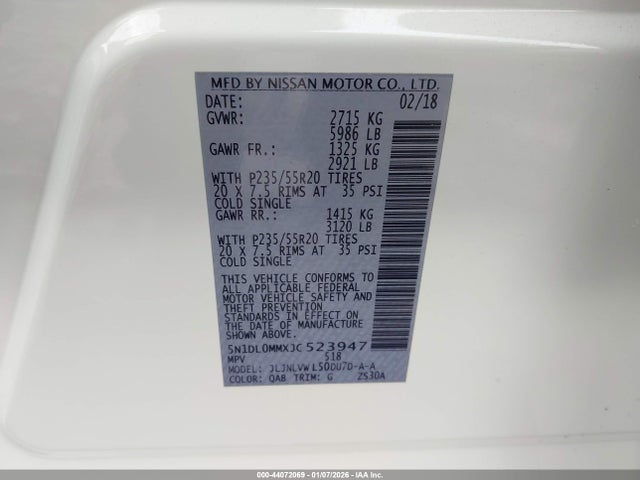 MFD BY NISSAN MOTOR CO., LTD.
DATE: 02/18
GVWR: 2715 KG
5986 LB
GAWR FR.: 1325 KG
2921 LB
WITH P235/55R20 TIRES
20 X 7.5 RIMS AT 35 PSI
COLD SINGLE
GAWR RR.: 1415 KG
3120 LB
WITH P235/55R20 TIRES
20 X 7.5 RIMS AT 35 PSI
COLD SINGLE
THIS VEHICLE CONFORMS TO
ALL APPLICABLE FEDERAL
MOTOR VEHICLE SAFETY AND
THEFT PREVENTION
STANDARDS IN EFFECT ON
THE DATE OF MANUFACTURE
SHOWN ABOVE.
5N1DL0MMXJC523947
MPV 518
MODEL: JLJNLVWL50DU7D-A-A
COLOR: QAB TRIM: G ZS30A
000-44072069 - 01/07/2026 - IAA Inc.